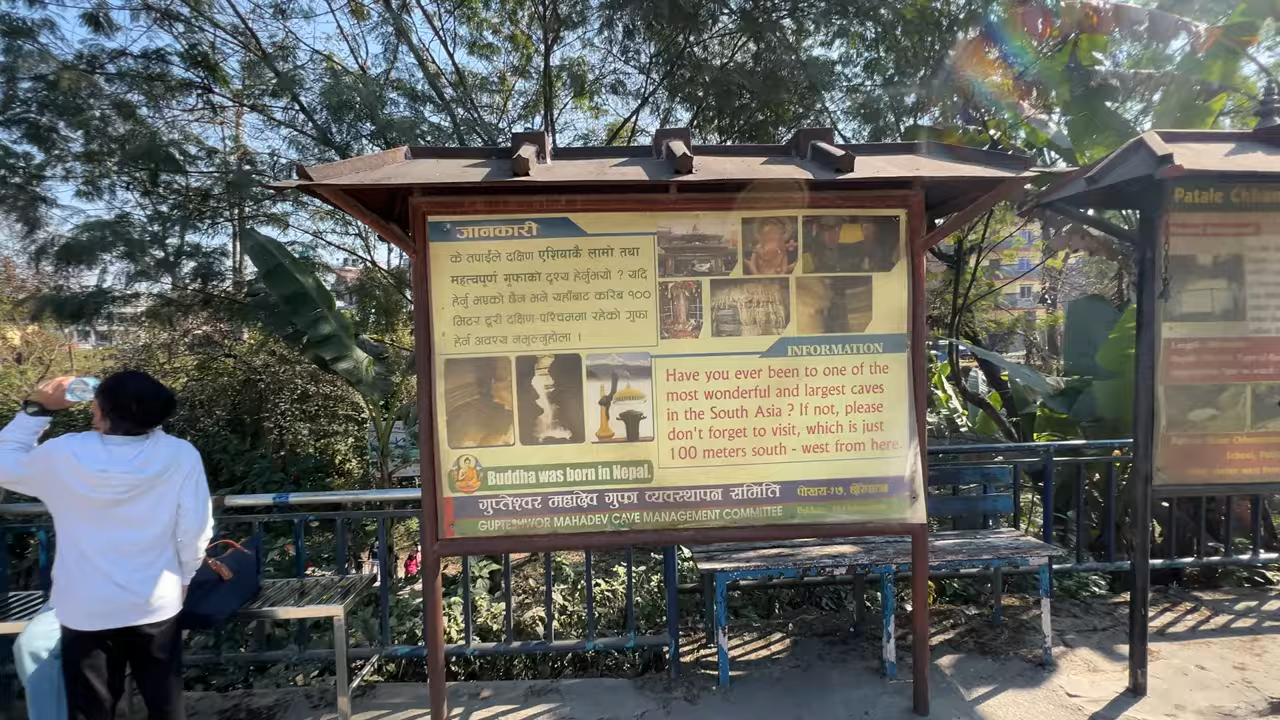 जानकारी
के तपाईले दक्षिण एशियाकै लामो तथा
महत्वपूर्ण गुफाको दृश्य हेर्नुभयो ? यदि
हेर्नु भएको छैन भने यहाँबाट करिब १००
मिटर दूरी दक्षिण-पश्चिममा रहेको गुफा
हेर्न अवश्य नभुल्नुहोला ।
INFORMATION
Have you ever been to one of the
most wonderful and largest caves
in the South Asia ? If not, please
don't forget to visit, which is just
100 meters south - west from here.
Buddha was born in Nepal.
गुप्तेश्वर महादेव गुफा व्यवस्थापन समिति
पोखरा-१७,
GUPTESHWOR MAHADEV CAVE MANAGEMENT COMMITTEE
Patale